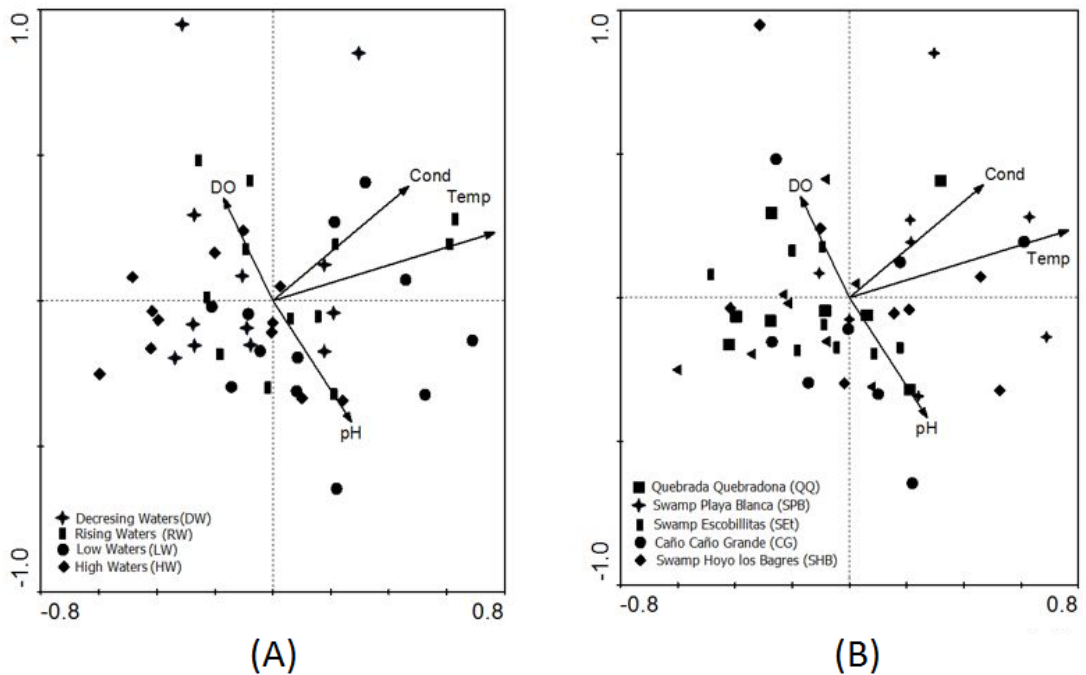 1.0
DO
Cond
Temp
pH
Decresing Waters(DW)
Rising Waters (RW)
Low Waters (LW)
High Waters (HW)
-1.0
-0.8
0.8
(A)
1.0
DO
Cond
Temp
pH
Quebrada Quebradona (QQ)
Swamp Playa Blanca (SPB)
Swamp Escobillitas (SEt)
Caño Caño Grande (CG)
Swamp Hoyo los Bagres (SHB)
-1.0
-0.8
0.8
(B)